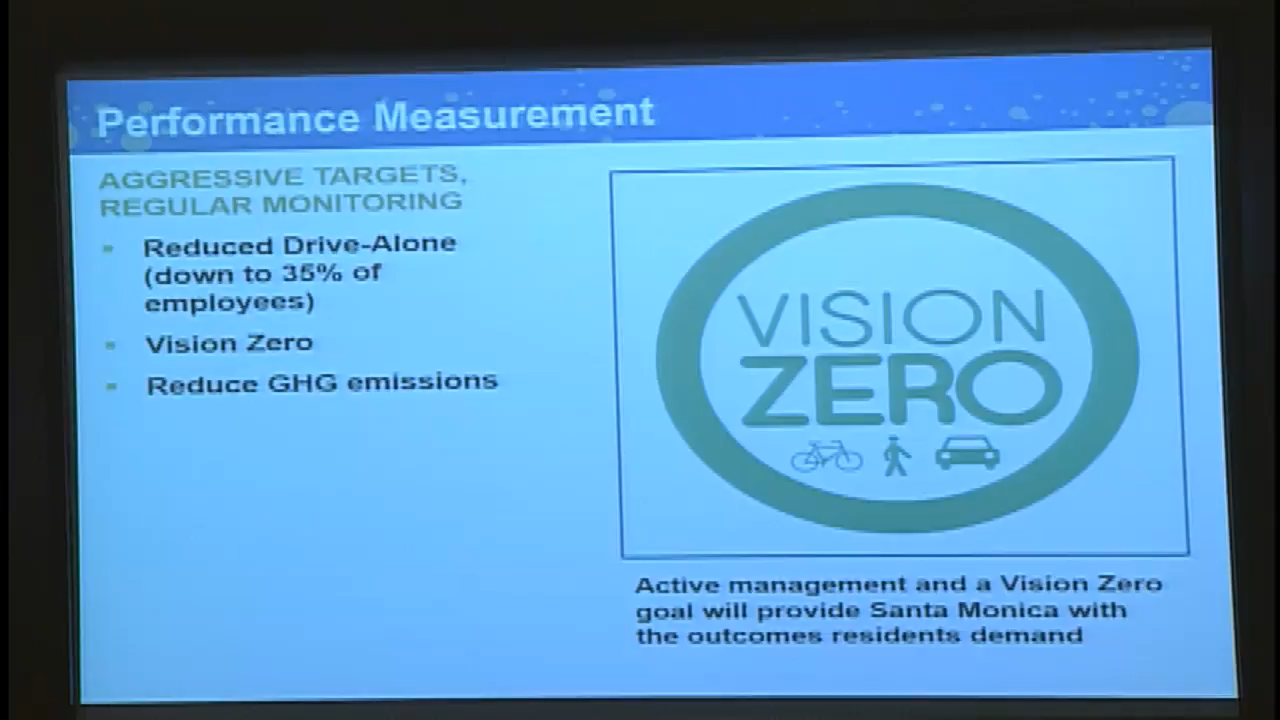 Performance Measurement
AGGRESSIVE TARGETS,
REGULAR MONITORING
Reduced Drive-Alone
(down to 35% of
employees)
Vision Zero
Reduce GHG emissions
VISION
ZERO
Active management and a Vision Zero
goal will provide Santa Monica with
the outcomes residents demand